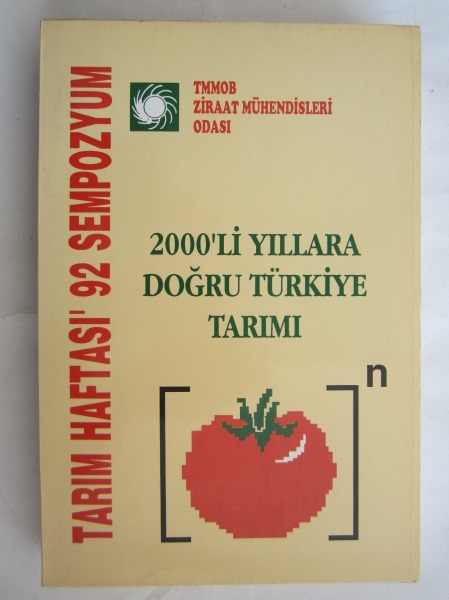 TMMOB
ZİRAAT MÜHENDİSLERİ
ODASI
TARIM HAFTASI' 92 SEMPOZYUM
2000'Lİ YILLARA
DOĞRU TÜRKİYE
TARIMI
n